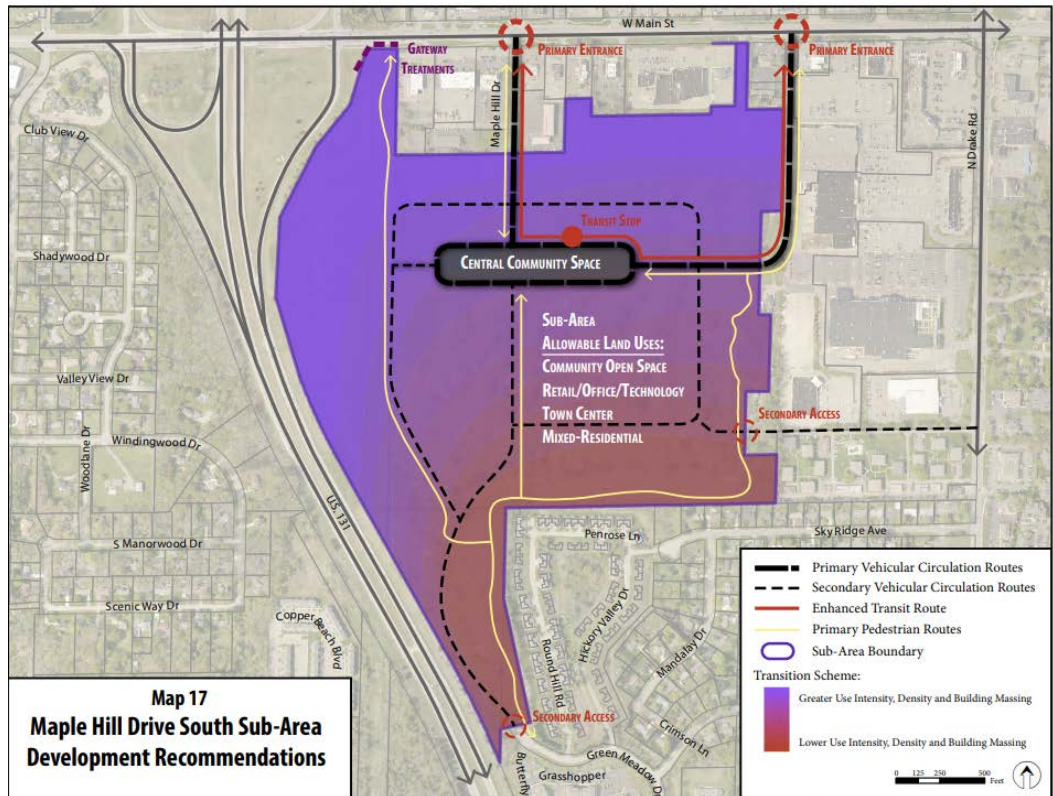 W Main St
Gateway
Treatments
Primary Entrance
Primary Entrance
Maple Hill Dr
N Drake Rd
Club View Dr
Transit Stop
Shadywood Dr
Central Community Space
Sub-Area
Allowable Land Uses:
Community Open Space
Retail/Office/Technology
Town Center
Mixed-Residential
Valley View Dr
Secondary Access
Woodlane Dr
Windingwood Dr
U.S. 131
S Manorwood Dr
Penrose Ln
Sky Ridge Ave
Scenic Way Dr
Copper Beach Blvd
Hickory Valley Dr
Round Hill Rd
Mandalay Dr
Crimson Ln
Secondary Access
Green Meadow Dr
Butterfly
Grasshopper
Map 17
Maple Hill Drive South Sub-Area
Development Recommendations
Primary Vehicular Circulation Routes
Secondary Vehicular Circulation Routes
Enhanced Transit Route
Primary Pedestrian Routes
Sub-Area Boundary
Transition Scheme:
Greater Use Intensity, Density and Building Massing
Lower Use Intensity, Density and Building Massing
0 125 250 500
Feet